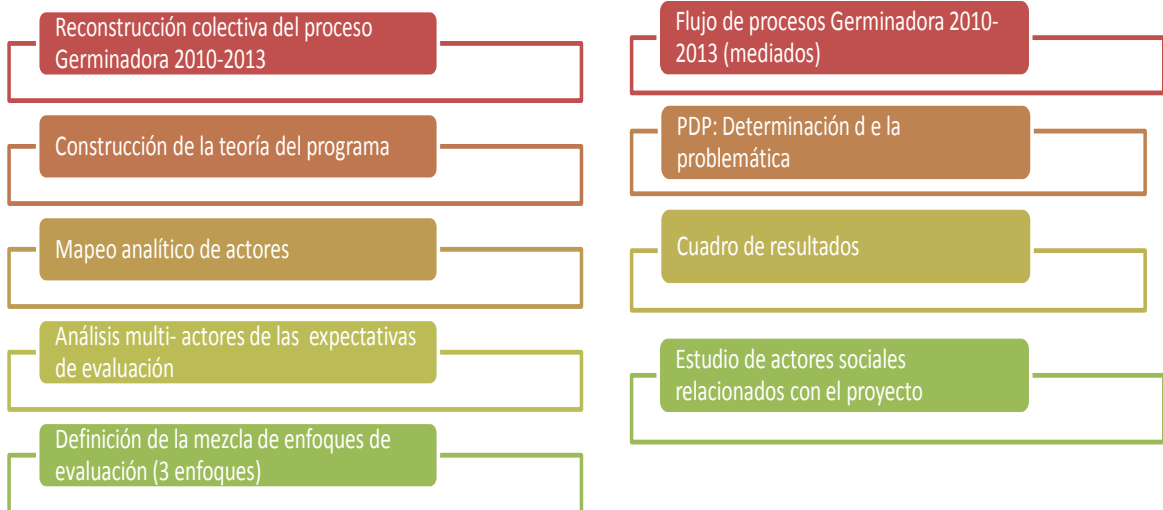 Reconstrucción colectiva del proceso
Germinadora 2010-2013
Construcción de la teoría del programa
Mapeo analítico de actores
Análisis multi- actores de las expectativas
de evaluación
Definición de la mezcla de enfoques de
evaluación (3 enfoques)
Flujo de procesos Germinadora 2010-
2013 (mediados)
PDP: Determinación d e la
problemática
Cuadro de resultados
Estudio de actores sociales
relacionados con el proyecto